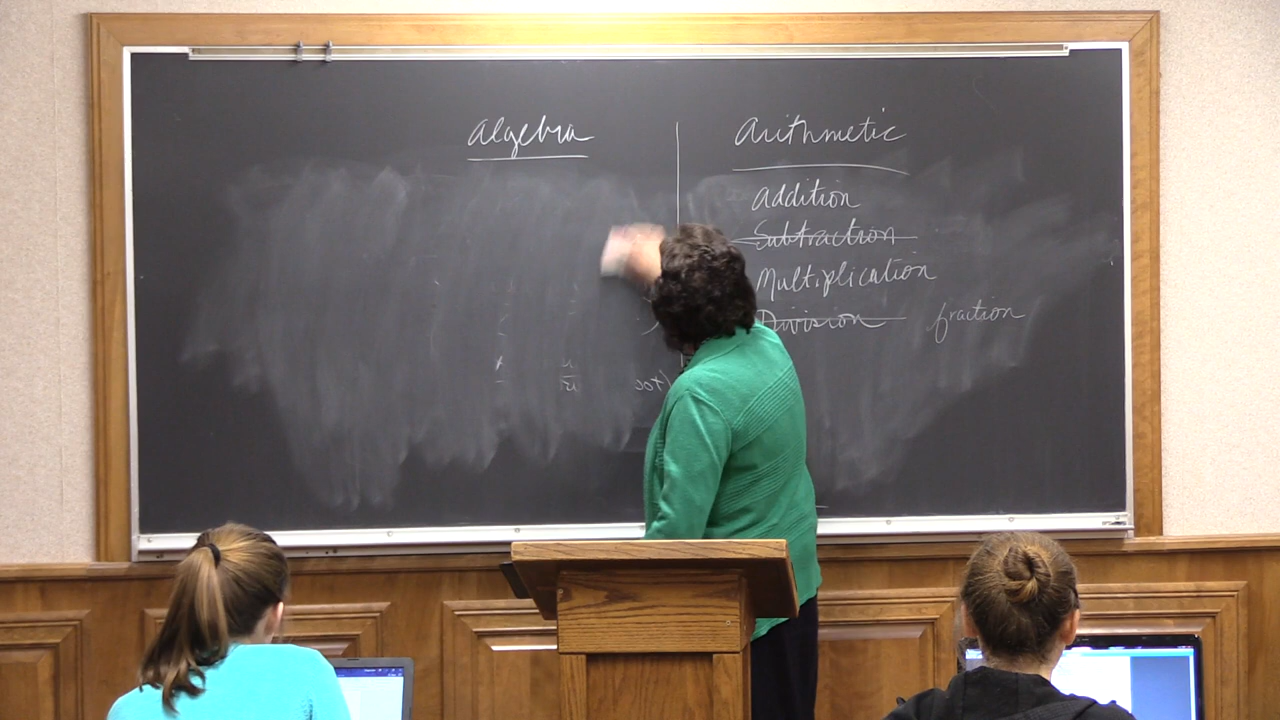 algebra
Arithmetic
Addition
Subtraction
Multiplication
Division fraction